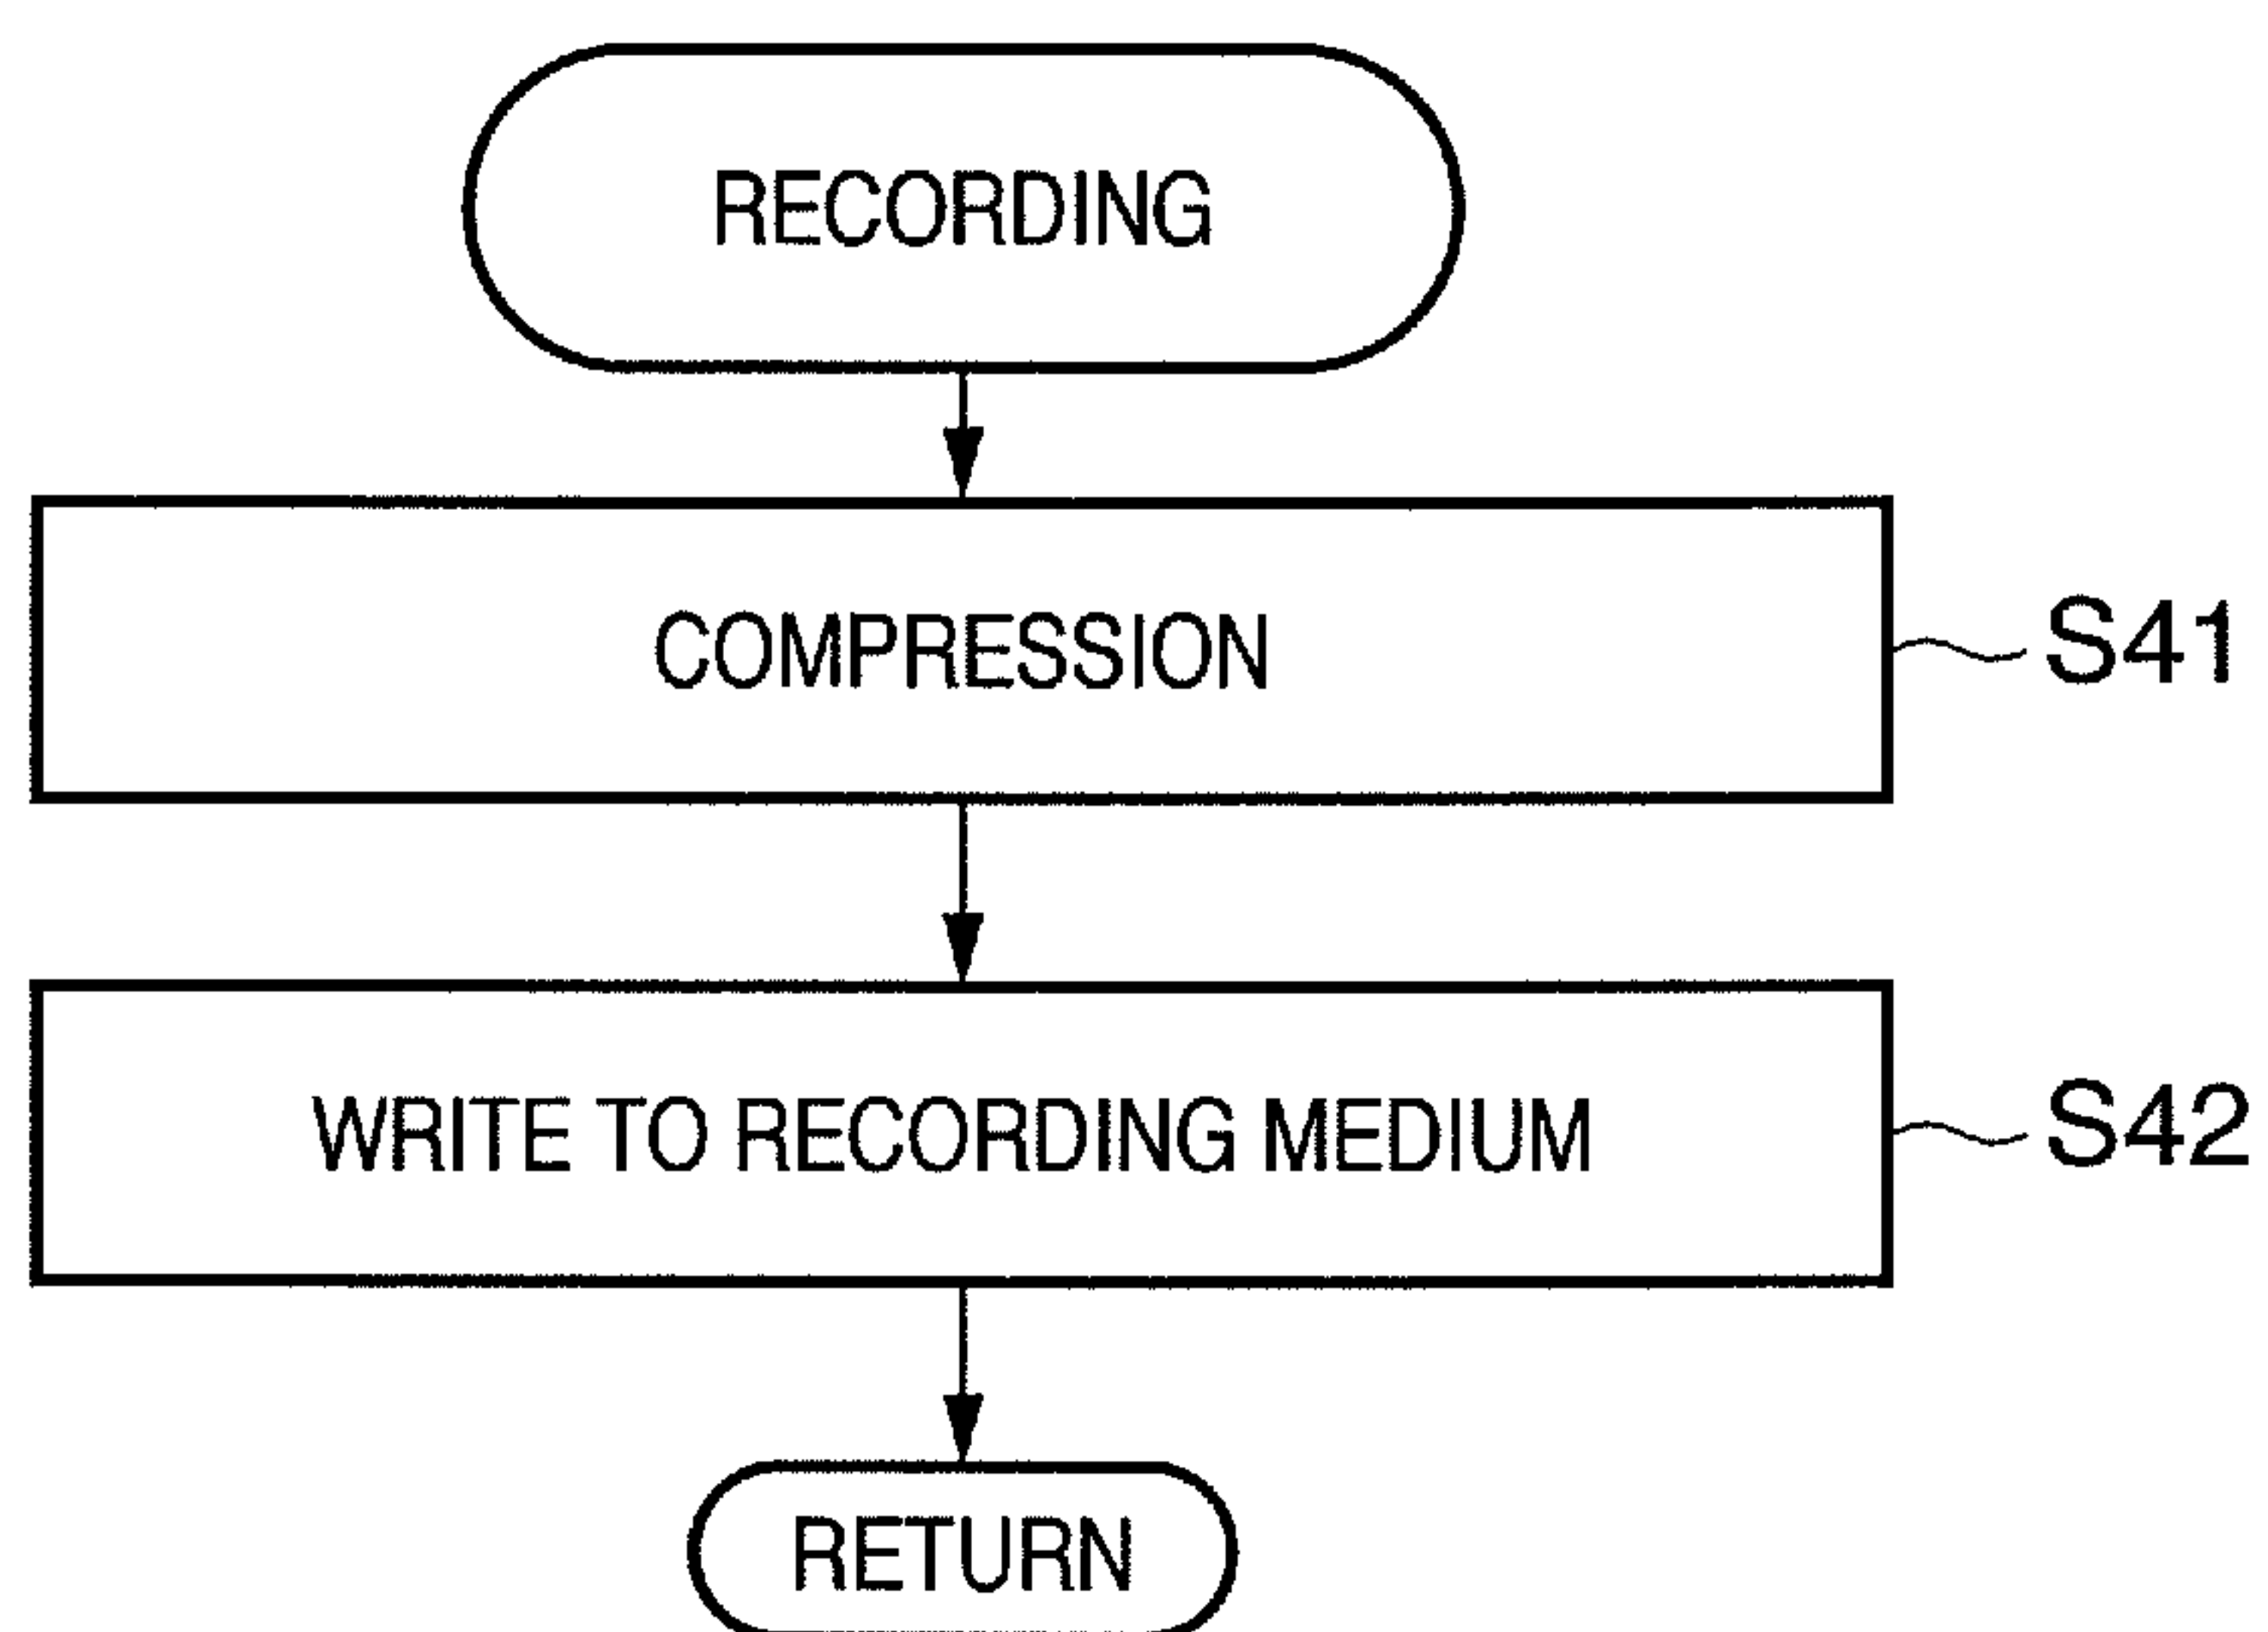 RECORDING
COMPRESSION
S41
WRITE TO RECORDING MEDIUM
S42
RETURN